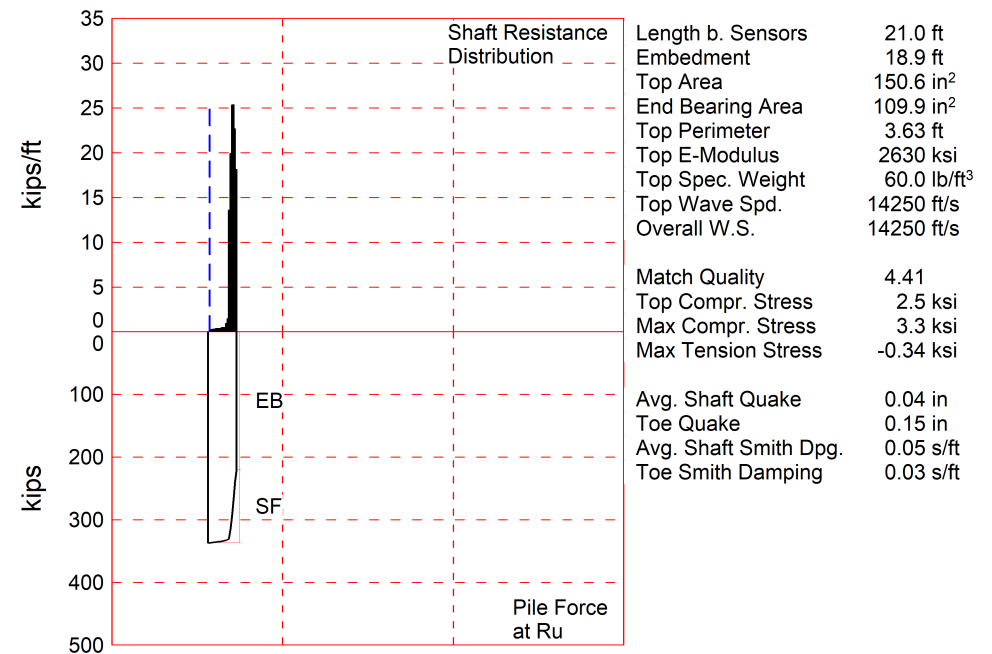 35
30
25
20
15
10
5
0
kips/ft
Shaft Resistance
Distribution
0
100
200
300
400
500
kips
EB
SF
Pile Force
at Ru
Length b. Sensors 21.0 ft
Embedment 18.9 ft
Top Area 150.6 in²
End Bearing Area 109.9 in²
Top Perimeter 3.63 ft
Top E-Modulus 2630 ksi
Top Spec. Weight 60.0 lb/ft³
Top Wave Spd. 14250 ft/s
Overall W.S. 14250 ft/s
Match Quality 4.41
Top Compr. Stress 2.5 ksi
Max Compr. Stress 3.3 ksi
Max Tension Stress -0.34 ksi
Avg. Shaft Quake 0.04 in
Toe Quake 0.15 in
Avg. Shaft Smith Dpg. 0.05 s/ft
Toe Smith Damping 0.03 s/ft